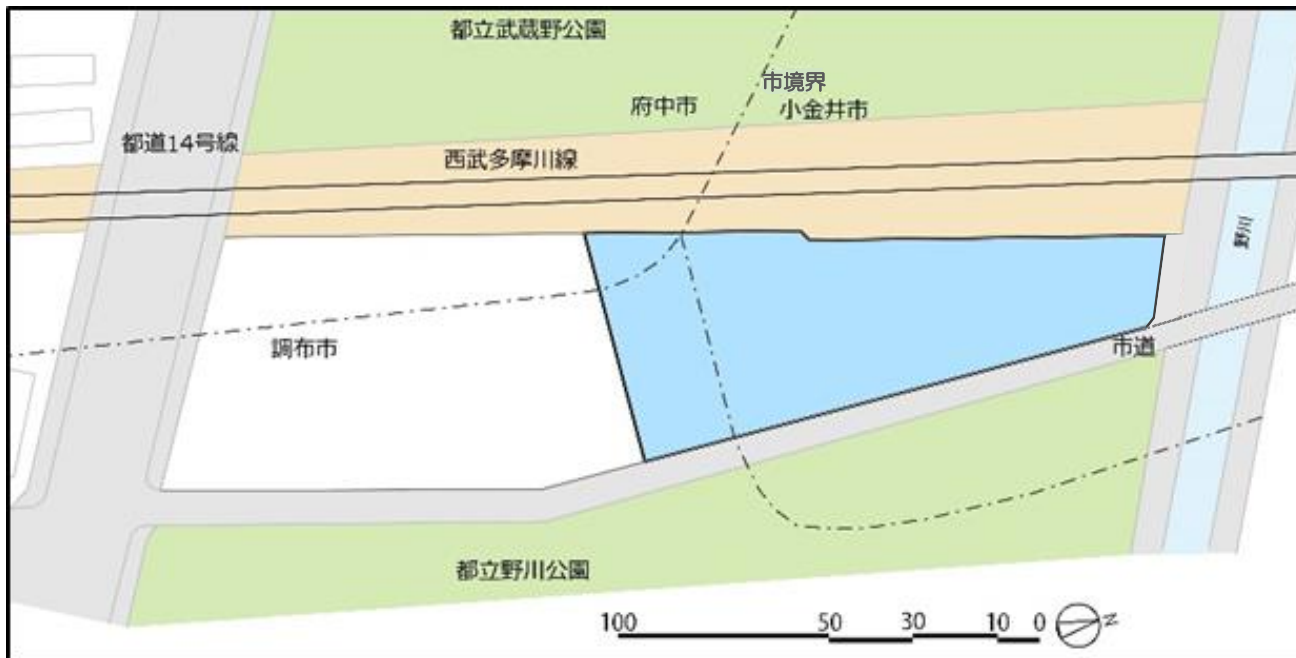 都立武蔵野公園
市境界
府中市
小金井市
都道14号線
西武多摩川線
野川
調布市
市道
都立野川公園
100 50 30 10 0
N